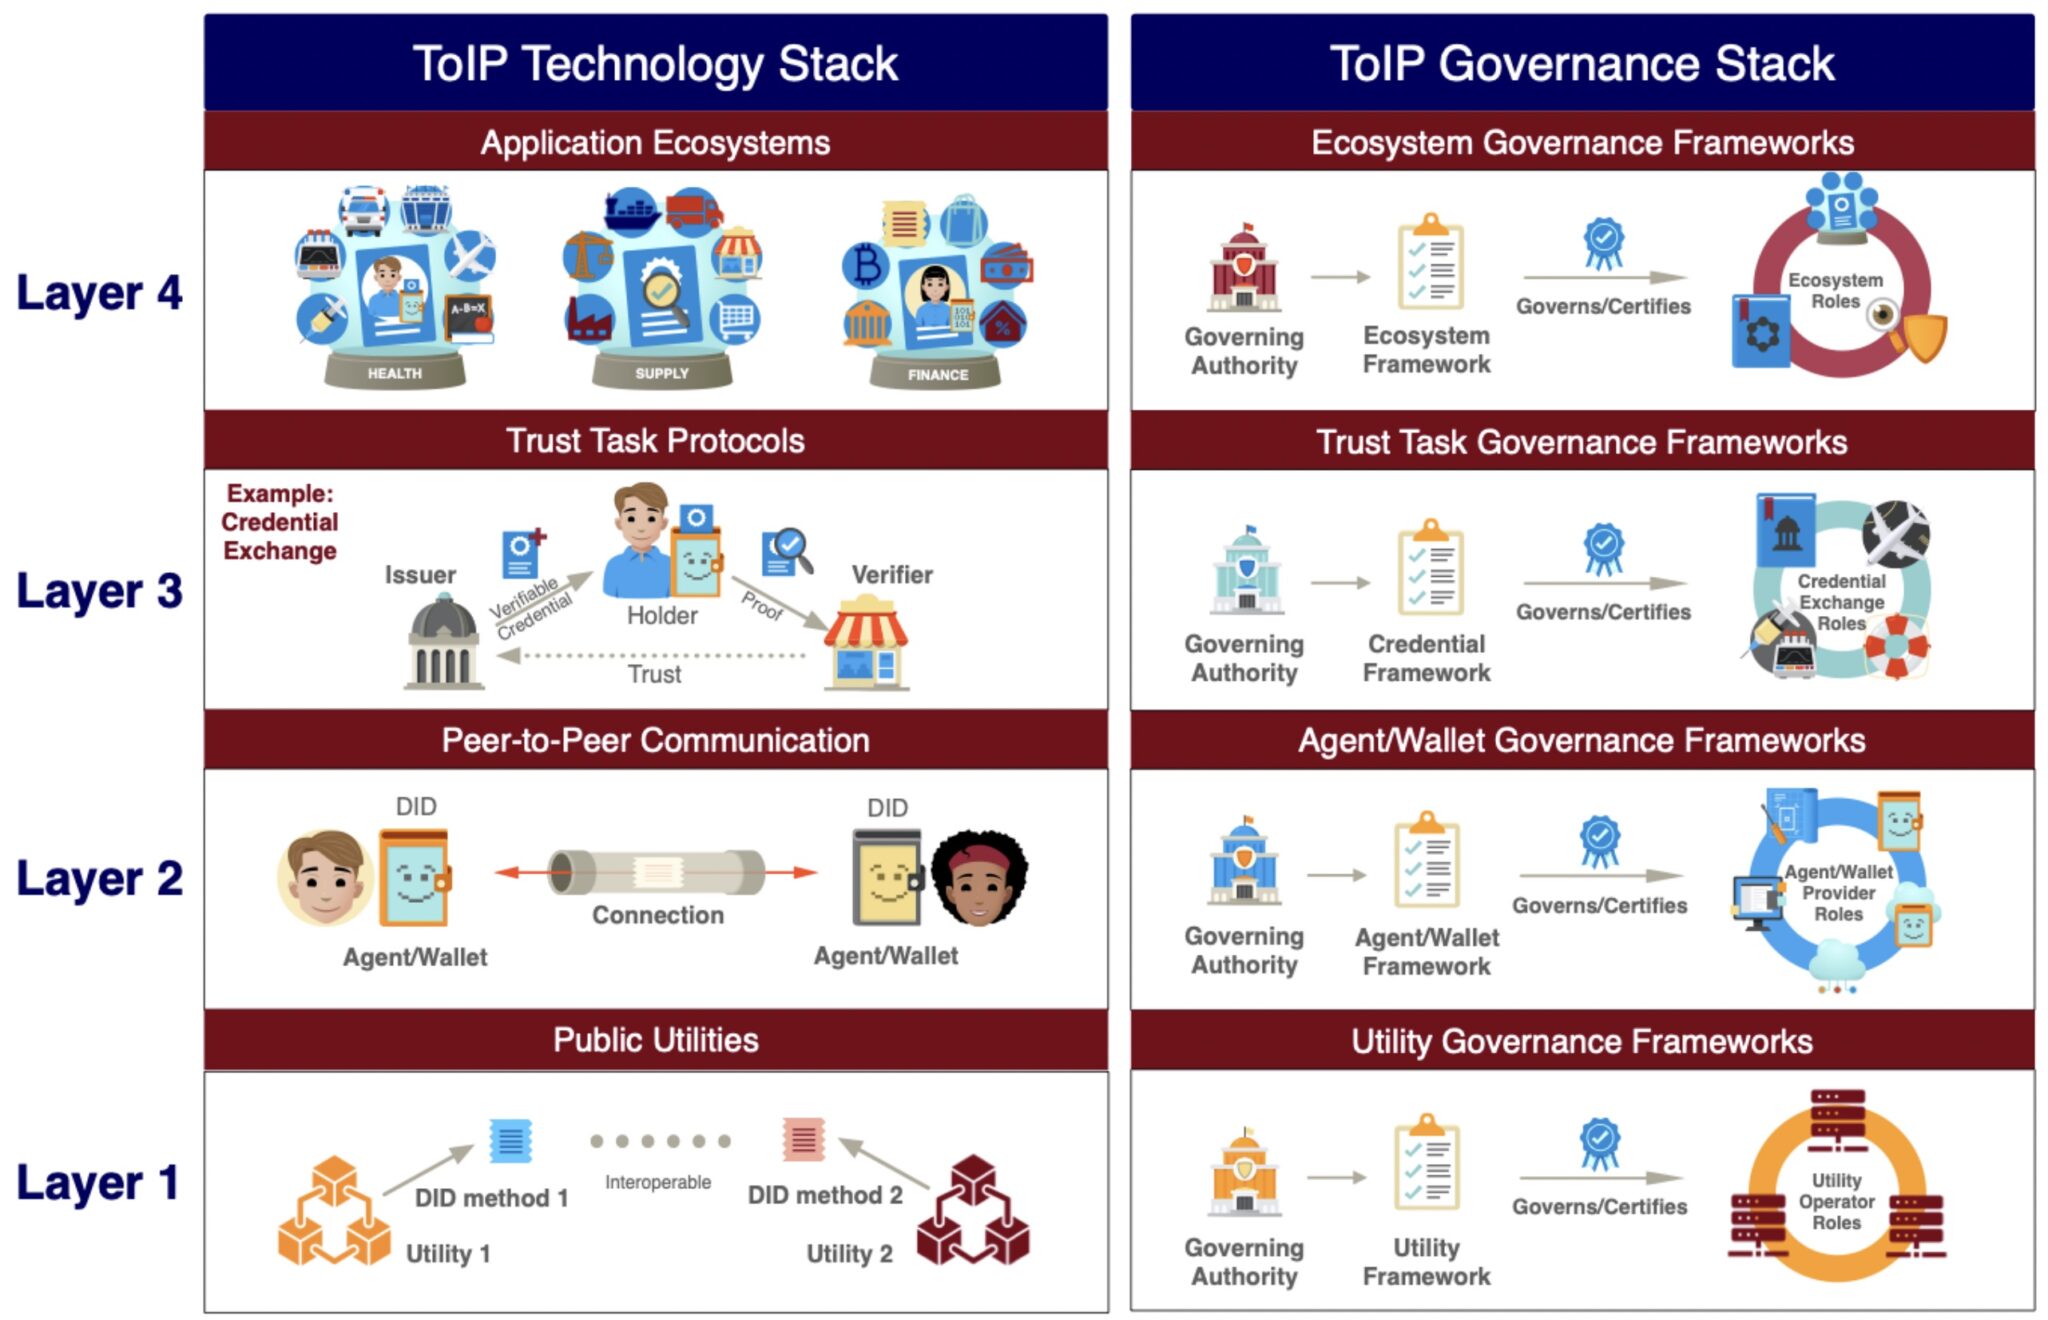 ToIP Technology Stack
ToIP Governance Stack
Layer 4
Application Ecosystems
HEALTH
A-B=X
SUPPLY
FINANCE
101
010
101
%
Ecosystem Governance Frameworks
Governing
Authority
Ecosystem
Framework
Governs/Certifies
Ecosystem
Roles
Layer 3
Trust Task Protocols
Example:
Credential
Exchange
Issuer
Verifiable
Credential
Holder
Proof
Verifier
Trust
Trust Task Governance Frameworks
Governing
Authority
Credential
Framework
Governs/Certifies
Credential
Exchange
Roles
Layer 2
Peer-to-Peer Communication
DID
Agent/Wallet
Connection
DID
Agent/Wallet
Agent/Wallet Governance Frameworks
Governing
Authority
Agent/Wallet
Framework
Governs/Certifies
Agent/Wallet
Provider
Roles
Layer 1
Public Utilities
DID method 1
Interoperable
DID method 2
Utility 1
Utility 2
Utility Governance Frameworks
Governing
Authority
Utility
Framework
Governs/Certifies
Utility
Operator
Roles